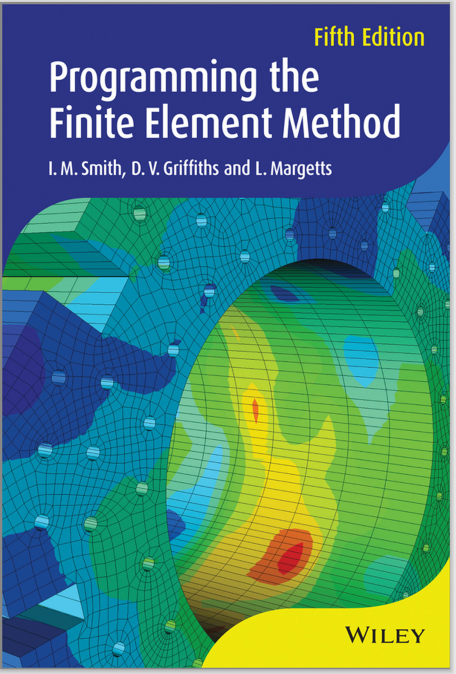 Fifth Edition
Programming the
Finite Element Method
I. M. Smith, D. V. Griffiths and L. Margetts
WILEY